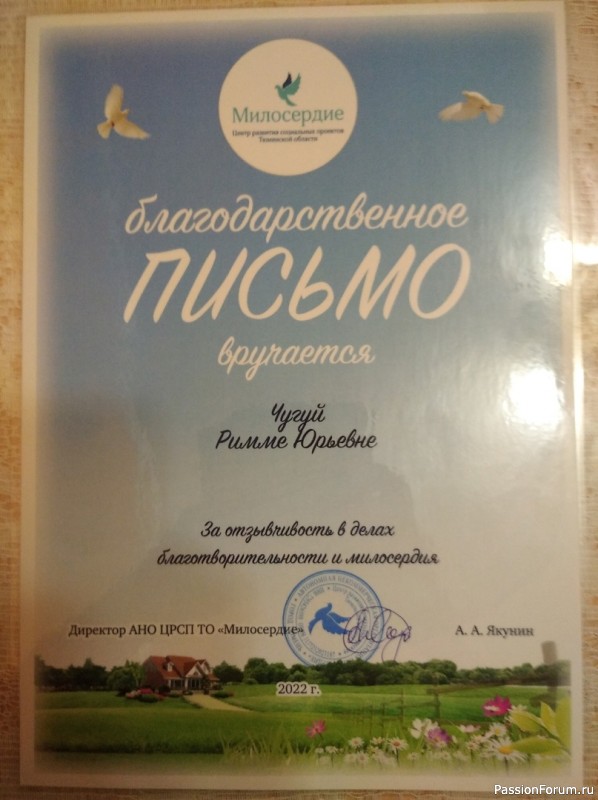 Милосердие
Центр развития социальных проектов
Тюменской области
благодарственное
ПИСЬМО
вручается
Чугуй
Римме Юрьевне
За отзывчивость в делах
благотворительности и милосердия
Директор АНО ЦРСП ТО «Милосердие»
А. А. Якунин
2022 г.
PassionForum.ru